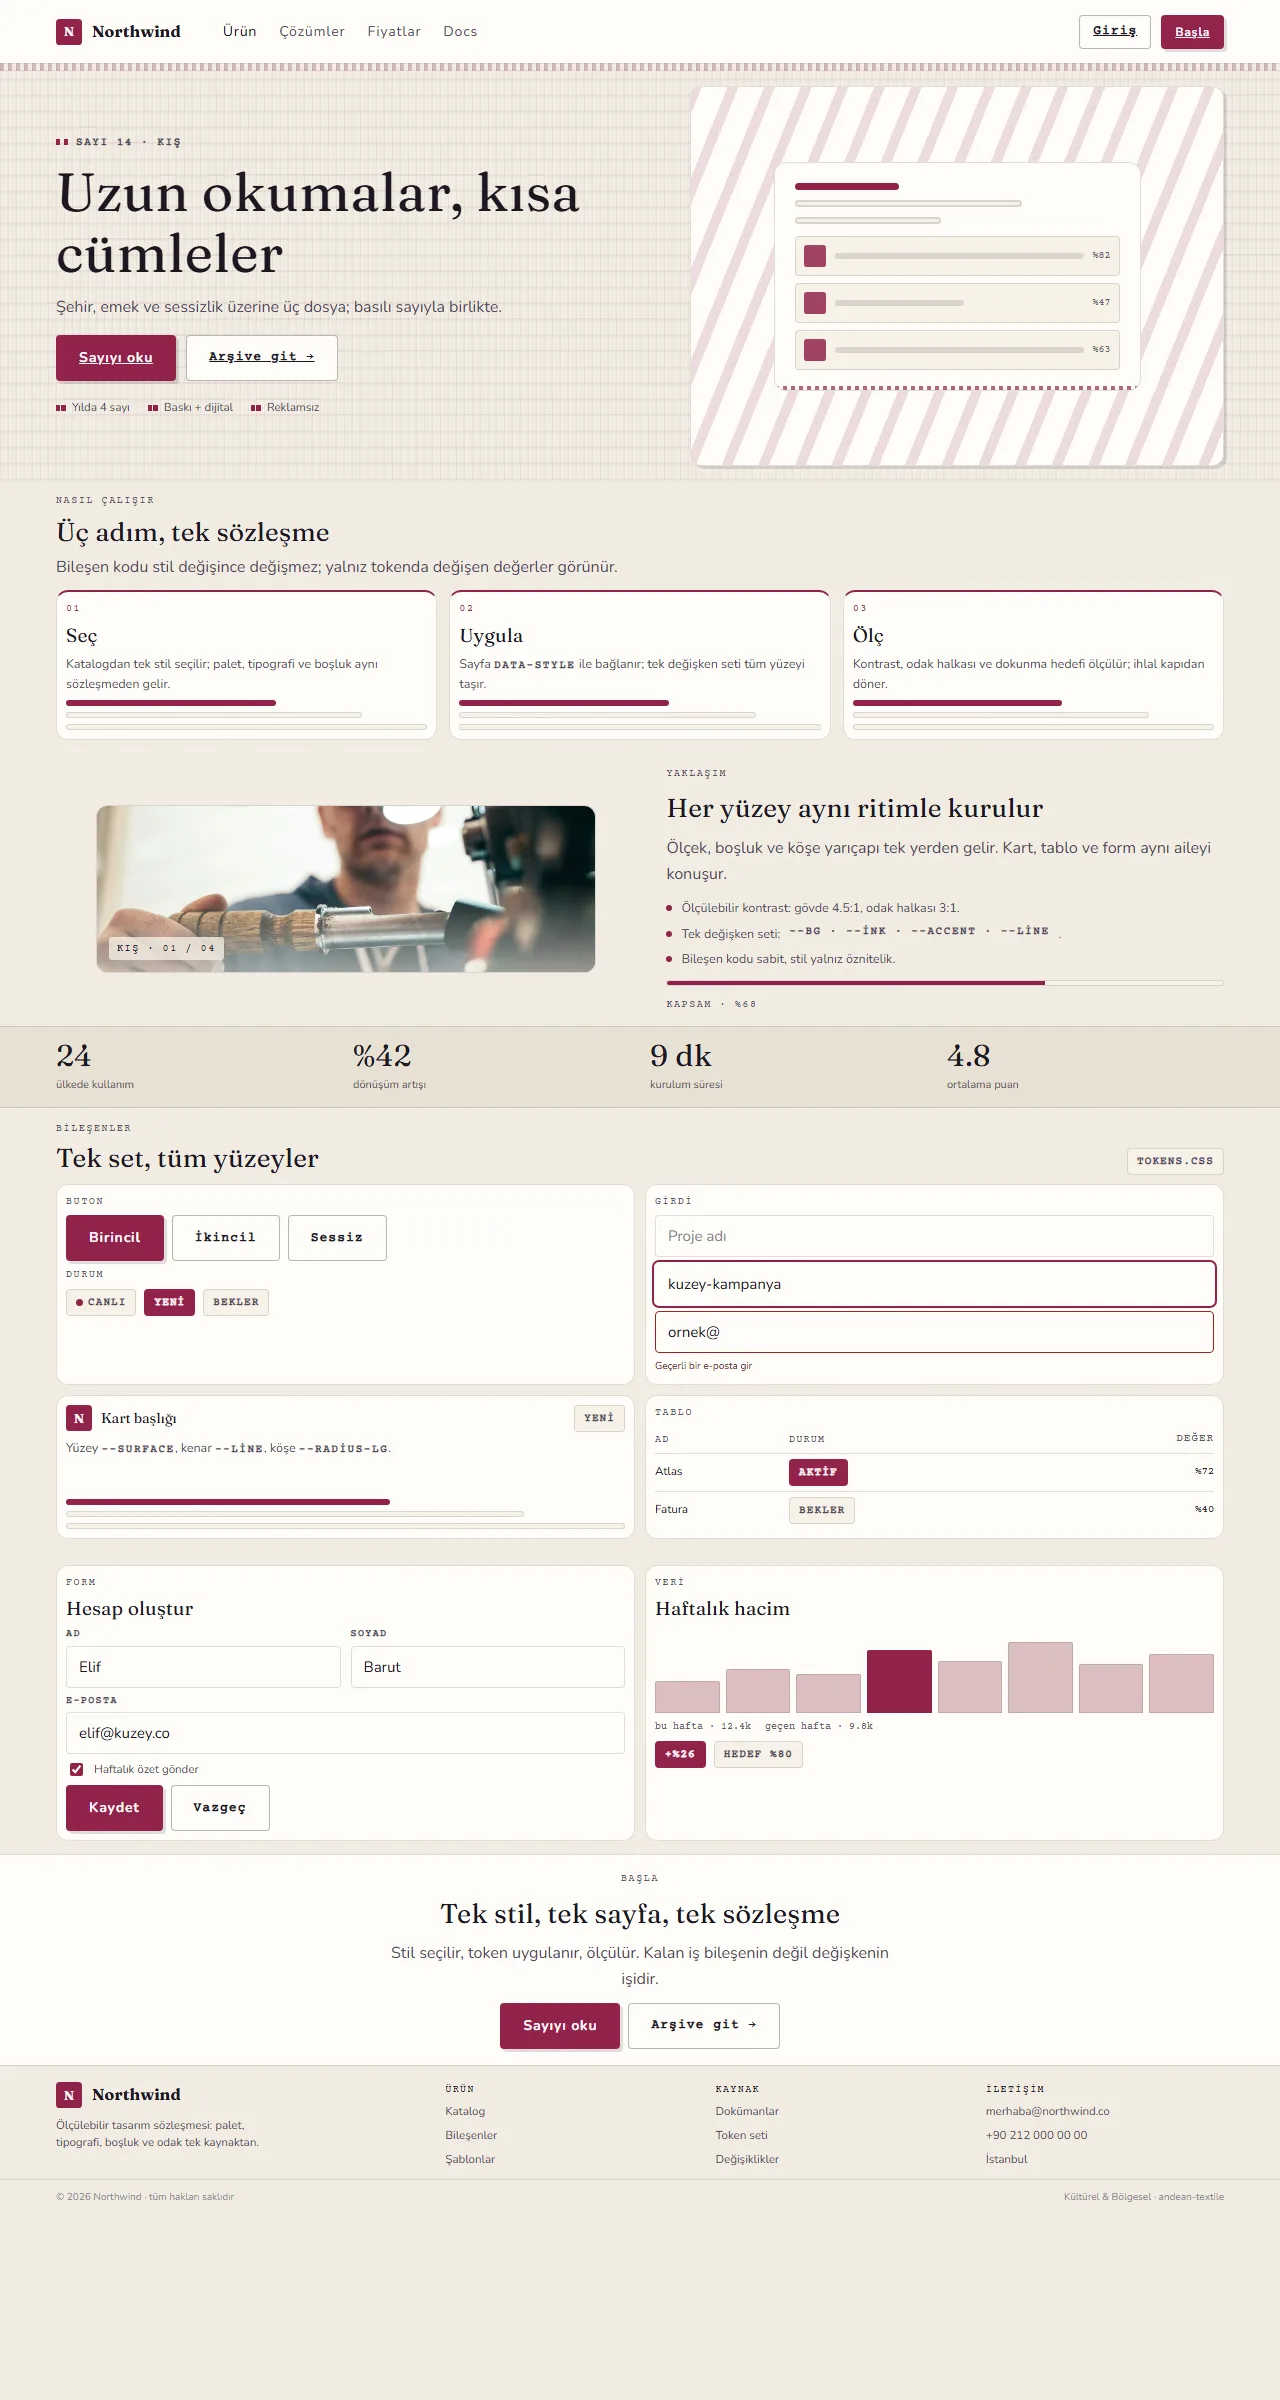 N Northwind Ürün Çözümler Fiyatlar Docs Giriş Başla
SAYI 14 · KIŞ
Uzun okumalar, kısa
cümleler
Şehir, emek ve sessizlik üzerine üç dosya; basılı sayıyla birlikte.
Sayıyı oku Arşive git →
Yılda 4 sayı Baskı + dijital Reklamsız
%82
%47
%63
NASIL ÇALIŞIR
Üç adım, tek sözleşme
Bileşen kodu stil değişince değişmez; yalnız tokenda değişen değerler görünür.
01
Seç
Katalogdan tek stil seçilir; palet, tipografi ve boşluk aynı
sözleşmeden gelir.
02
Uygula
Sayfa DATA-STYLE ile bağlanır; tek değişken seti tüm yüzeyi
taşır.
03
Ölç
Kontrast, odak halkası ve dokunma hedefi ölçülür; ihlal kapıdan
döner.
KIŞ · 01 / 04
YAKLAŞIM
Her yüzey aynı ritimle kurulur
Ölçek, boşluk ve köşe yarıçapı tek yerden gelir. Kart, tablo ve form aynı aileyi
konuşur.
Ölçülebilir kontrast: gövde 4.5:1, odak halkası 3:1.
Tek değişken seti: --BG · --İNK · --ACCENT · --LİNE .
Bileşen kodu sabit, stil yalnız öznitelik.
KAPSAM · %68
24
ülkede kullanım
%42
dönüşüm artışı
9 dk
kurulum süresi
4.8
ortalama puan
BİLEŞENLER
Tek set, tüm yüzeyler
TOKENS.CSS
BUTON
Birincil İkincil Sessiz
DURUM
CANLI YENİ BEKLER
GİRDİ
Proje adı
kuzey-kampanya
ornek@
Geçerli bir e-posta gir
N Kart başlığı YENİ
Yüzey --SURFACE, kenar --LİNE, köşe --RADİUS-LG.
TABLO
AD DURUM DEĞER
Atlas AKTİF %72
Fatura BEKLER %40
FORM
Hesap oluştur
AD SOYAD
Elif Barut
E-POSTA
elif@kuzey.co
Haftalık özet gönder
Kaydet Vazgeç
VERİ
Haftalık hacim
bu hafta · 12.4k geçen hafta · 9.8k
+%26 HEDEF %80
BAŞLA
Tek stil, tek sayfa, tek sözleşme
Stil seçilir, token uygulanır, ölçülür. Kalan iş bileşenin değil değişkenin
işidir.
Sayıyı oku Arşive git →
N Northwind
Ölçülebilir tasarım sözleşmesi: palet,
tipografi, boşluk ve odak tek kaynaktan.
ÜRÜN
Katalog
Bileşenler
Şablonlar
KAYNAK
Dokümanlar
Token seti
Değişiklikler
İLETİŞİM
merhaba@northwind.co
+90 212 000 00 00
İstanbul
© 2026 Northwind · tüm hakları saklıdır
Kültürel & Bölgesel · andean-textile